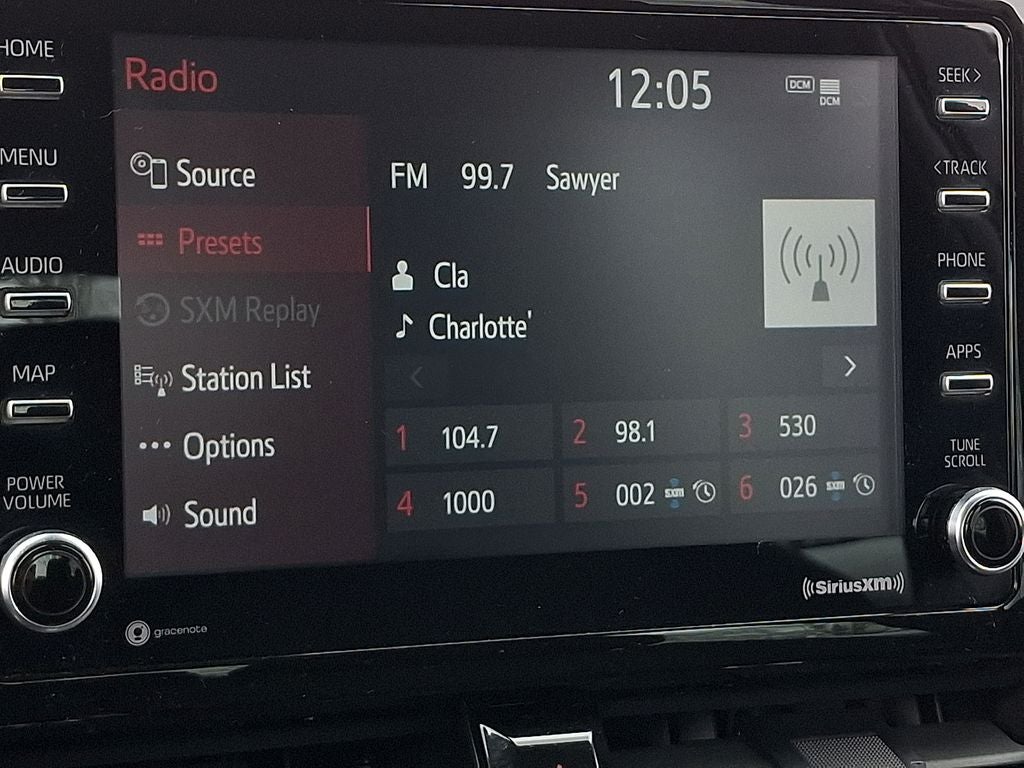 HOME
MENU
AUDIO
MAP
POWER
VOLUME
Radio
12:05
DCM
DCM
Source
Presets
SXM Replay
Station List
Options
Sound
FM 99.7 Sawyer
Cla
Charlotte'
< >
1 104.7
2 98.1
3 530
4 1000
5 002 sxm
6 026 sxm
SEEK>
<TRACK
PHONE
APPS
TUNE
SCROLL
gracenote
((SiriusXM))